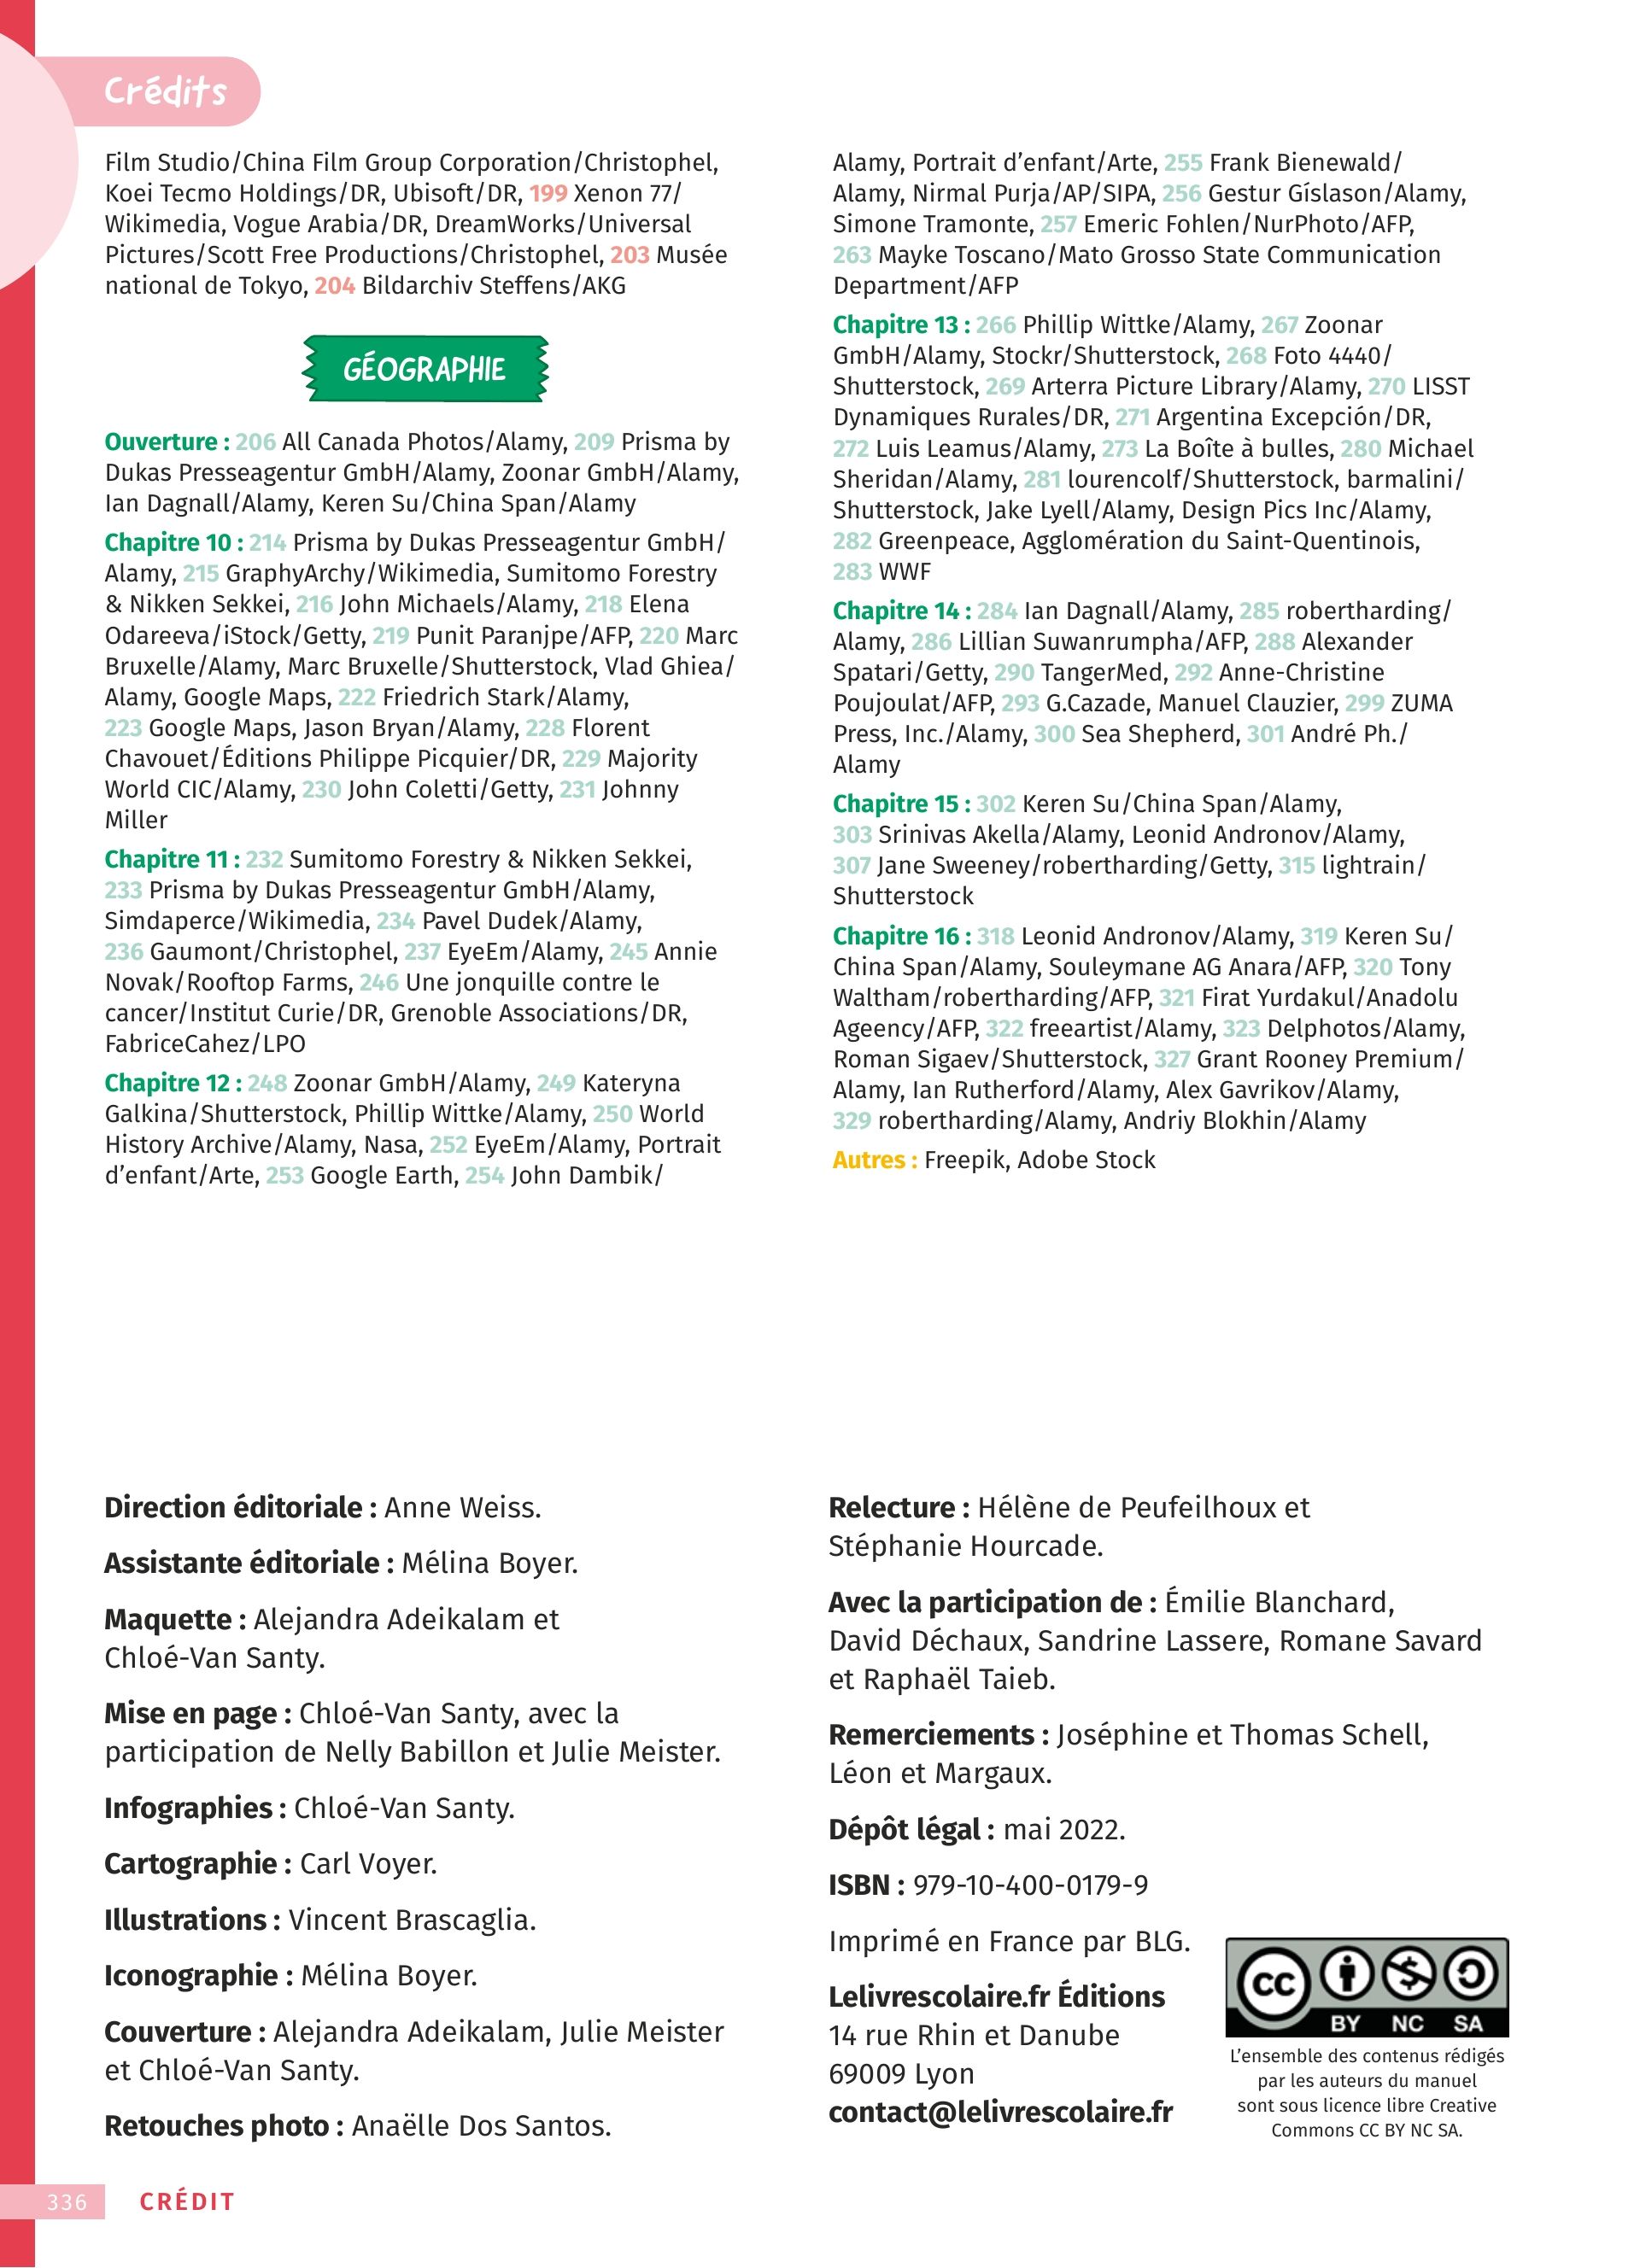 Crédits
Film Studio/China Film Group Corporation/Christophel,
Koei Tecmo Holdings/DR, Ubisoft/DR, 199 Xenon 77/
Wikimedia, Vogue Arabia/DR, DreamWorks/Universal
Pictures/Scott Free Productions/Christophel, 203 Musée
national de Tokyo, 204 Bildarchiv Steffens/AKG
GÉOGRAPHIE
Ouverture : 206 All Canada Photos/Alamy, 209 Prisma by
Dukas Presseagentur GmbH/Alamy, Zoonar GmbH/Alamy,
Ian Dagnall/Alamy, Keren Su/China Span/Alamy
Chapitre 10 : 214 Prisma by Dukas Presseagentur GmbH/
Alamy, 215 GraphyArchy/Wikimedia, Sumitomo Forestry
& Nikken Sekkei, 216 John Michaels/Alamy, 218 Elena
Odareeva/iStock/Getty, 219 Punit Paranjpe/AFP, 220 Marc
Bruxelle/Alamy, Marc Bruxelle/Shutterstock, Vlad Ghiea/
Alamy, Google Maps, 222 Friedrich Stark/Alamy,
223 Google Maps, Jason Bryan/Alamy, 228 Florent
Chavouet/Éditions Philippe Picquier/DR, 229 Majority
World CIC/Alamy, 230 John Coletti/Getty, 231 Johnny
Miller
Chapitre 11 : 232 Sumitomo Forestry & Nikken Sekkei,
233 Prisma by Dukas Presseagentur GmbH/Alamy,
Simdaperce/Wikimedia, 234 Pavel Dudek/Alamy,
236 Gaumont/Christophel, 237 EyeEm/Alamy, 245 Annie
Novak/Rooftop Farms, 246 Une jonquille contre le
cancer/Institut Curie/DR, Grenoble Associations/DR,
FabriceCahez/LPO
Chapitre 12 : 248 Zoonar GmbH/Alamy, 249 Kateryna
Galkina/Shutterstock, Phillip Wittke/Alamy, 250 World
History Archive/Alamy, Nasa, 252 EyeEm/Alamy, Portrait
d'enfant/Arte, 253 Google Earth, 254 John Dambik/
Alamy, Portrait d'enfant/Arte, 255 Frank Bienewald/
Alamy, Nirmal Purja/AP/SIPA, 256 Gestur Gíslason/Alamy,
Simone Tramonte, 257 Emeric Fohlen/NurPhoto/AFP,
263 Mayke Toscano/Mato Grosso State Communication
Department/AFP
Chapitre 13 : 266 Phillip Wittke/Alamy, 267 Zoonar
GmbH/Alamy, Stockr/Shutterstock, 268 Foto 4440/
Shutterstock, 269 Arterra Picture Library/Alamy, 270 LISST
Dynamiques Rurales/DR, 271 Argentina Excepción/DR,
272 Luis Leamus/Alamy, 273 La Boîte à bulles, 280 Michael
Sheridan/Alamy, 281 lourencolf/Shutterstock, barmalini/
Shutterstock, Jake Lyell/Alamy, Design Pics Inc/Alamy,
282 Greenpeace, Agglomération du Saint-Quentinois,
283 WWF
Chapitre 14 : 284 Ian Dagnall/Alamy, 285 robertharding/
Alamy, 286 Lillian Suwanrumpha/AFP, 288 Alexander
Spatari/Getty, 290 TangerMed, 292 Anne-Christine
Poujoulat/AFP, 293 G.Cazade, Manuel Clauzier, 299 ZUMA
Press, Inc./Alamy, 300 Sea Shepherd, 301 André Ph./
Alamy
Chapitre 15 : 302 Keren Su/China Span/Alamy,
303 Srinivas Akella/Alamy, Leonid Andronov/Alamy,
307 Jane Sweeney/robertharding/Getty, 315 lightrain/
Shutterstock
Chapitre 16 : 318 Leonid Andronov/Alamy, 319 Keren Su/
China Span/Alamy, Souleymane AG Anara/AFP, 320 Tony
Waltham/robertharding/AFP, 321 Firat Yurdakul/Anadolu
Ageency/AFP, 322 freeartist/Alamy, 323 Delphotos/Alamy,
Roman Sigaev/Shutterstock, 327 Grant Rooney Premium/
Alamy, Ian Rutherford/Alamy, Alex Gavrikov/Alamy,
329 robertharding/Alamy, Andriy Blokhin/Alamy
Autres : Freepik, Adobe Stock
Direction éditoriale : Anne Weiss.
Assistante éditoriale : Mélina Boyer.
Maquette : Alejandra Adeikalam et
Chloé-Van Santy.
Mise en page : Chloé-Van Santy, avec la
participation de Nelly Babillon et Julie Meister.
Infographies : Chloé-Van Santy.
Cartographie : Carl Voyer.
Illustrations : Vincent Brascaglia.
Iconographie : Mélina Boyer.
Couverture : Alejandra Adeikalam, Julie Meister
et Chloé-Van Santy.
Retouches photo : Anaëlle Dos Santos.
Relecture : Hélène de Peufeilhoux et
Stéphanie Hourcade.
Avec la participation de : Émilie Blanchard,
David Déchaux, Sandrine Lassere, Romane Savard
et Raphaël Taieb.
Remerciements : Joséphine et Thomas Schell,
Léon et Margaux.
Dépôt légal : mai 2022.
ISBN : 979-10-400-0179-9
Imprimé en France par BLG.
Lelivrescolaire.fr Éditions
14 rue Rhin et Danube
69009 Lyon
contact@lelivrescolaire.fr
CC
BY NC SA
L'ensemble des contenus rédigés
par les auteurs du manuel
sont sous licence libre Creative
Commons CC BY NC SA.
336 CRÉDIT